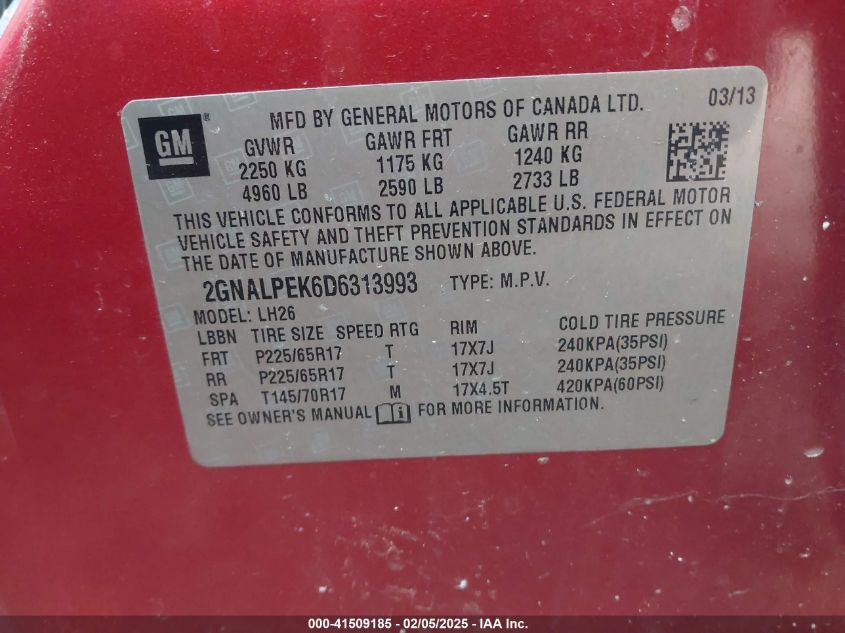 MFD BY GENERAL MOTORS OF CANADA LTD. 03/13
GM ®
GVWR GAWR FRT GAWR RR
2250 KG 1175 KG 1240 KG
4960 LB 2590 LB 2733 LB
THIS VEHICLE CONFORMS TO ALL APPLICABLE U.S. FEDERAL MOTOR
VEHICLE SAFETY AND THEFT PREVENTION STANDARDS IN EFFECT ON
THE DATE OF MANUFACTURE SHOWN ABOVE.
2GNALPEK6D6313993 TYPE: M.P.V.
MODEL: LH26
LBBN TIRE SIZE SPEED RTG RIM COLD TIRE PRESSURE
FRT P225/65R17 T 17X7J 240KPA(35PSI)
RR P225/65R17 T 17X7J 240KPA(35PSI)
SPA T145/70R17 M 17X4.5T 420KPA(60PSI)
SEE OWNER'S MANUAL FOR MORE INFORMATION.
000-41509185 - 02/05/2025 - IAA Inc.